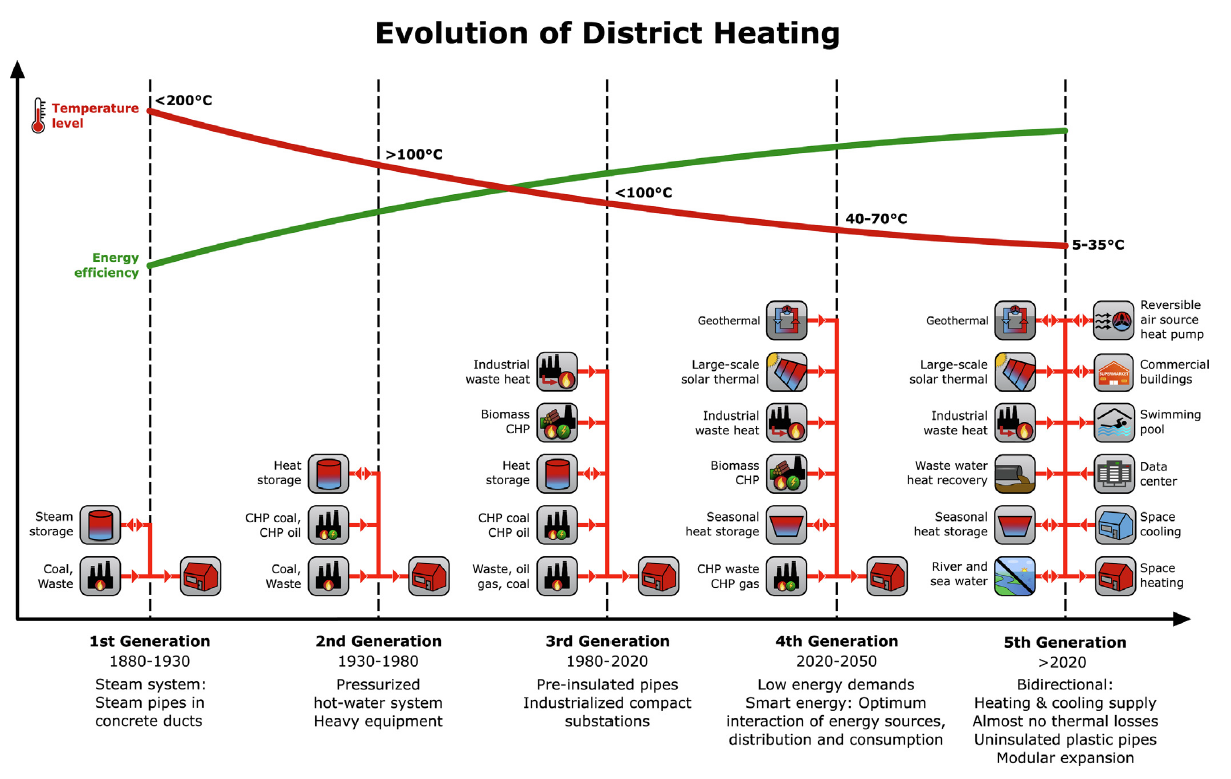 Evolution of District Heating
Temperature
level
<200°C
>100°C
<100°C
40-70°C
5-35°C
Energy
efficiency
Steam
storage
Coal,
Waste
Heat
storage
CHP coal,
CHP oil
Coal,
Waste
Industrial
waste heat
Biomass
CHP
Heat
storage
CHP coal
CHP oil
Waste, oil
gas, coal
Geothermal
Large-scale
solar thermal
Industrial
waste heat
Biomass
CHP
Seasonal
heat storage
CHP waste
CHP gas
Geothermal
Large-scale
solar thermal
Industrial
waste heat
Waste water
heat recovery
Seasonal
heat storage
River and
sea water
Reversible
air source
heat pump
SUPERMARKET
Commercial
buildings
Swimming
pool
Data
center
Space
cooling
Space
heating
1st Generation
1880-1930
Steam system:
Steam pipes in
concrete ducts
2nd Generation
1930-1980
Pressurized
hot-water system
Heavy equipment
3rd Generation
1980-2020
Pre-insulated pipes
Industrialized compact
substations
4th Generation
2020-2050
Low energy demands
Smart energy: Optimum
interaction of energy sources,
distribution and consumption
5th Generation
>2020
Bidirectional:
Heating & cooling supply
Almost no thermal losses
Uninsulated plastic pipes
Modular expansion